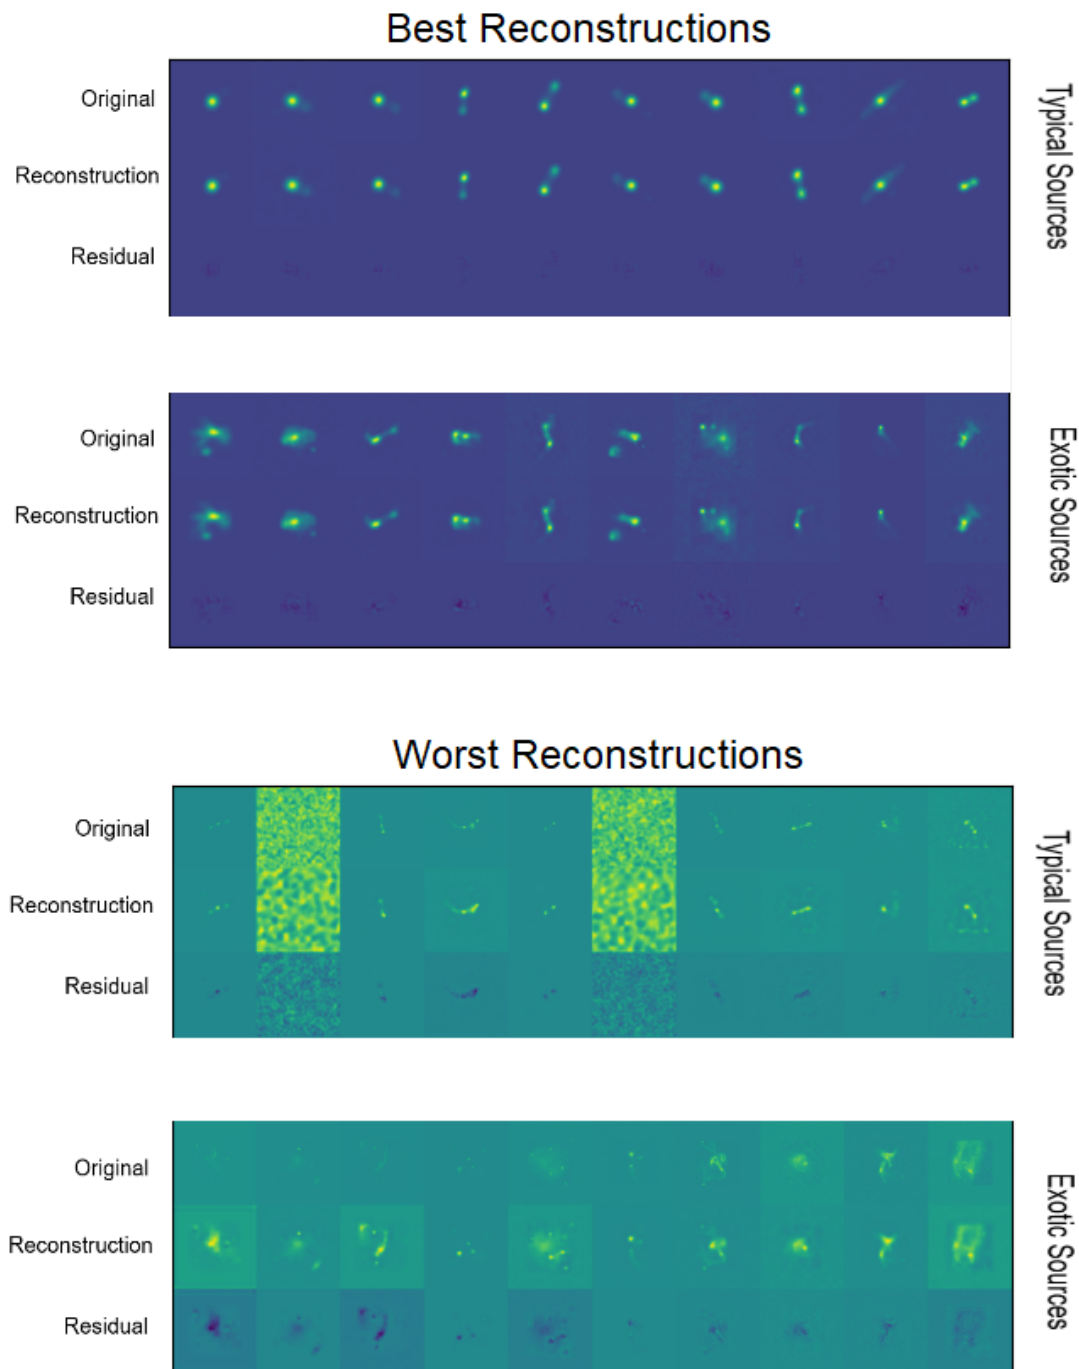 Best Reconstructions
Original
Reconstruction
Residual
Typical Sources
Original
Reconstruction
Residual
Exotic Sources
Worst Reconstructions
Original
Reconstruction
Residual
Typical Sources
Original
Reconstruction
Residual
Exotic Sources